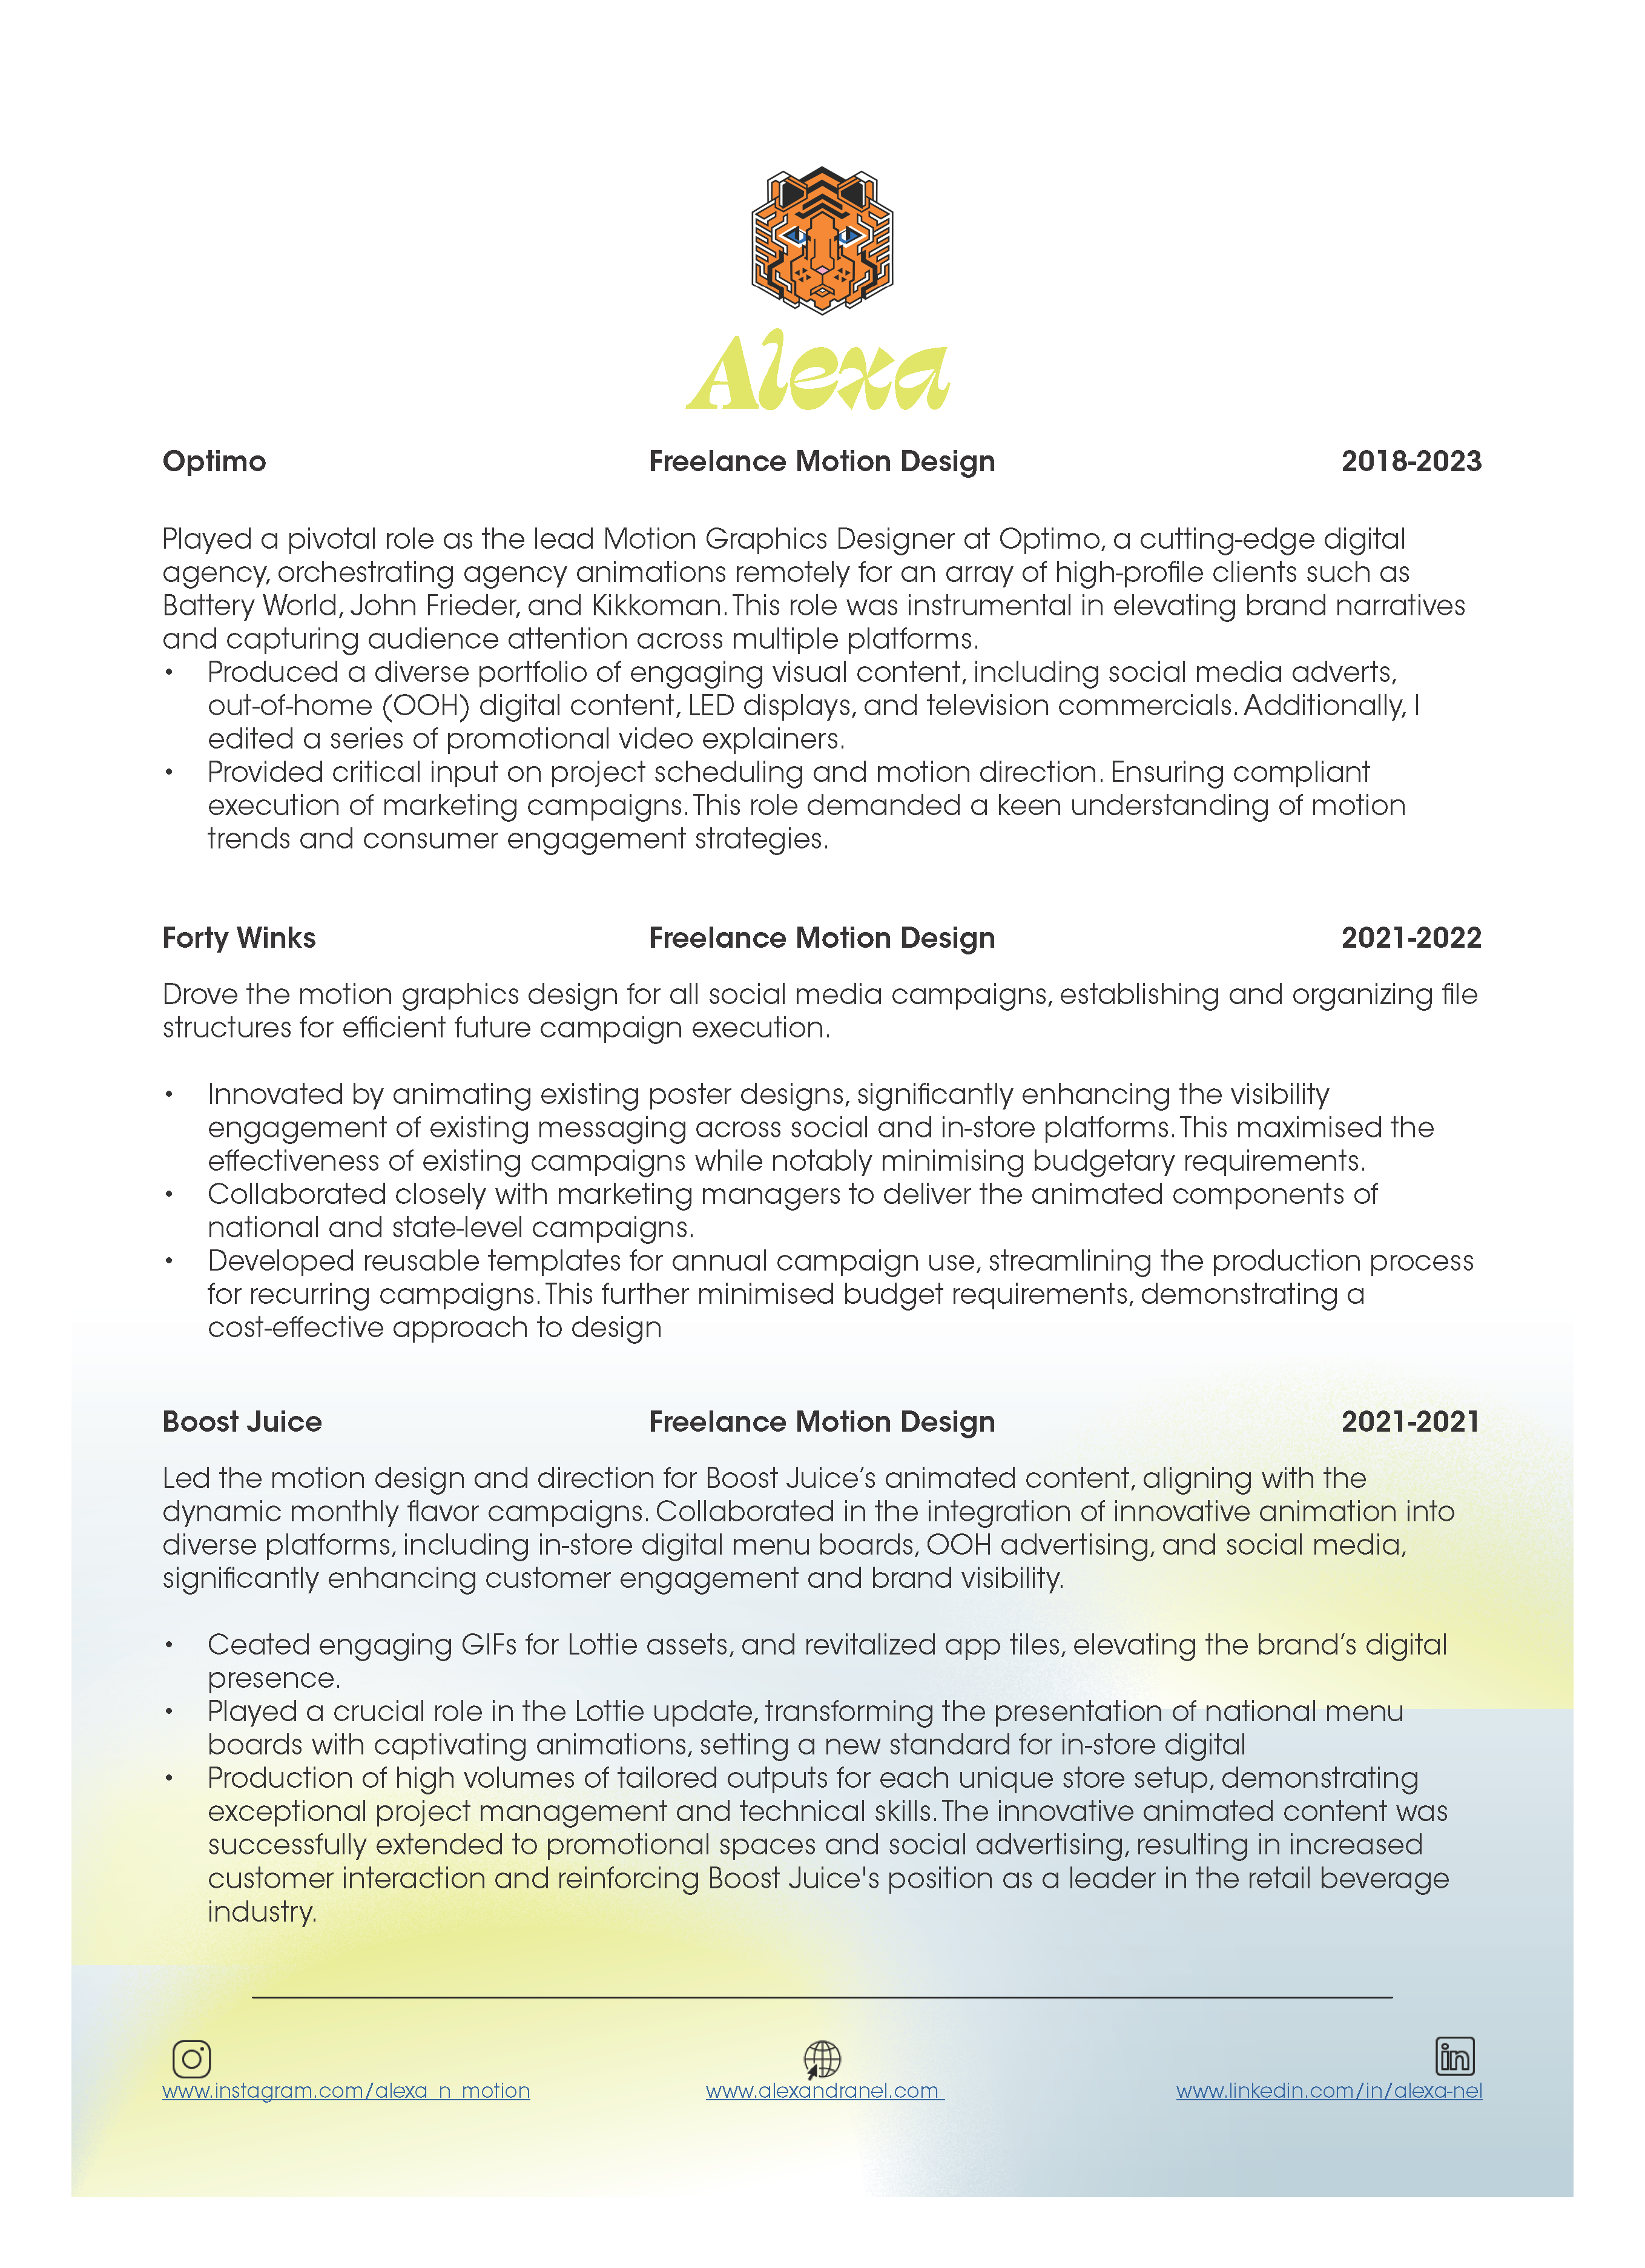 Alexa
Optimo Freelance Motion Design 2018-2023
Played a pivotal role as the lead Motion Graphics Designer at Optimo, a cutting-edge digital
agency, orchestrating agency animations remotely for an array of high-profile clients such as
Battery World, John Frieder, and Kikkoman. This role was instrumental in elevating brand narratives
and capturing audience attention across multiple platforms.
• Produced a diverse portfolio of engaging visual content, including social media adverts,
out-of-home (OOH) digital content, LED displays, and television commercials. Additionally, I
edited a series of promotional video explainers.
• Provided critical input on project scheduling and motion direction. Ensuring compliant
execution of marketing campaigns. This role demanded a keen understanding of motion
trends and consumer engagement strategies.
Forty Winks Freelance Motion Design 2021-2022
Drove the motion graphics design for all social media campaigns, establishing and organizing file
structures for efficient future campaign execution.
• Innovated by animating existing poster designs, significantly enhancing the visibility
engagement of existing messaging across social and in-store platforms. This maximised the
effectiveness of existing campaigns while notably minimising budgetary requirements.
• Collaborated closely with marketing managers to deliver the animated components of
national and state-level campaigns.
• Developed reusable templates for annual campaign use, streamlining the production process
for recurring campaigns. This further minimised budget requirements, demonstrating a
cost-effective approach to design
Boost Juice Freelance Motion Design 2021-2021
Led the motion design and direction for Boost Juice’s animated content, aligning with the
dynamic monthly flavor campaigns. Collaborated in the integration of innovative animation into
diverse platforms, including in-store digital menu boards, OOH advertising, and social media,
significantly enhancing customer engagement and brand visibility.
• Ceated engaging GIFs for Lottie assets, and revitalized app tiles, elevating the brand’s digital
presence.
• Played a crucial role in the Lottie update, transforming the presentation of national menu
boards with captivating animations, setting a new standard for in-store digital
• Production of high volumes of tailored outputs for each unique store setup, demonstrating
exceptional project management and technical skills. The innovative animated content was
successfully extended to promotional spaces and social advertising, resulting in increased
customer interaction and reinforcing Boost Juice's position as a leader in the retail beverage
industry.
in
www.instagram.com/alexa_n_motion www.alexandranel.com www.linkedin.com/in/alexa-nel